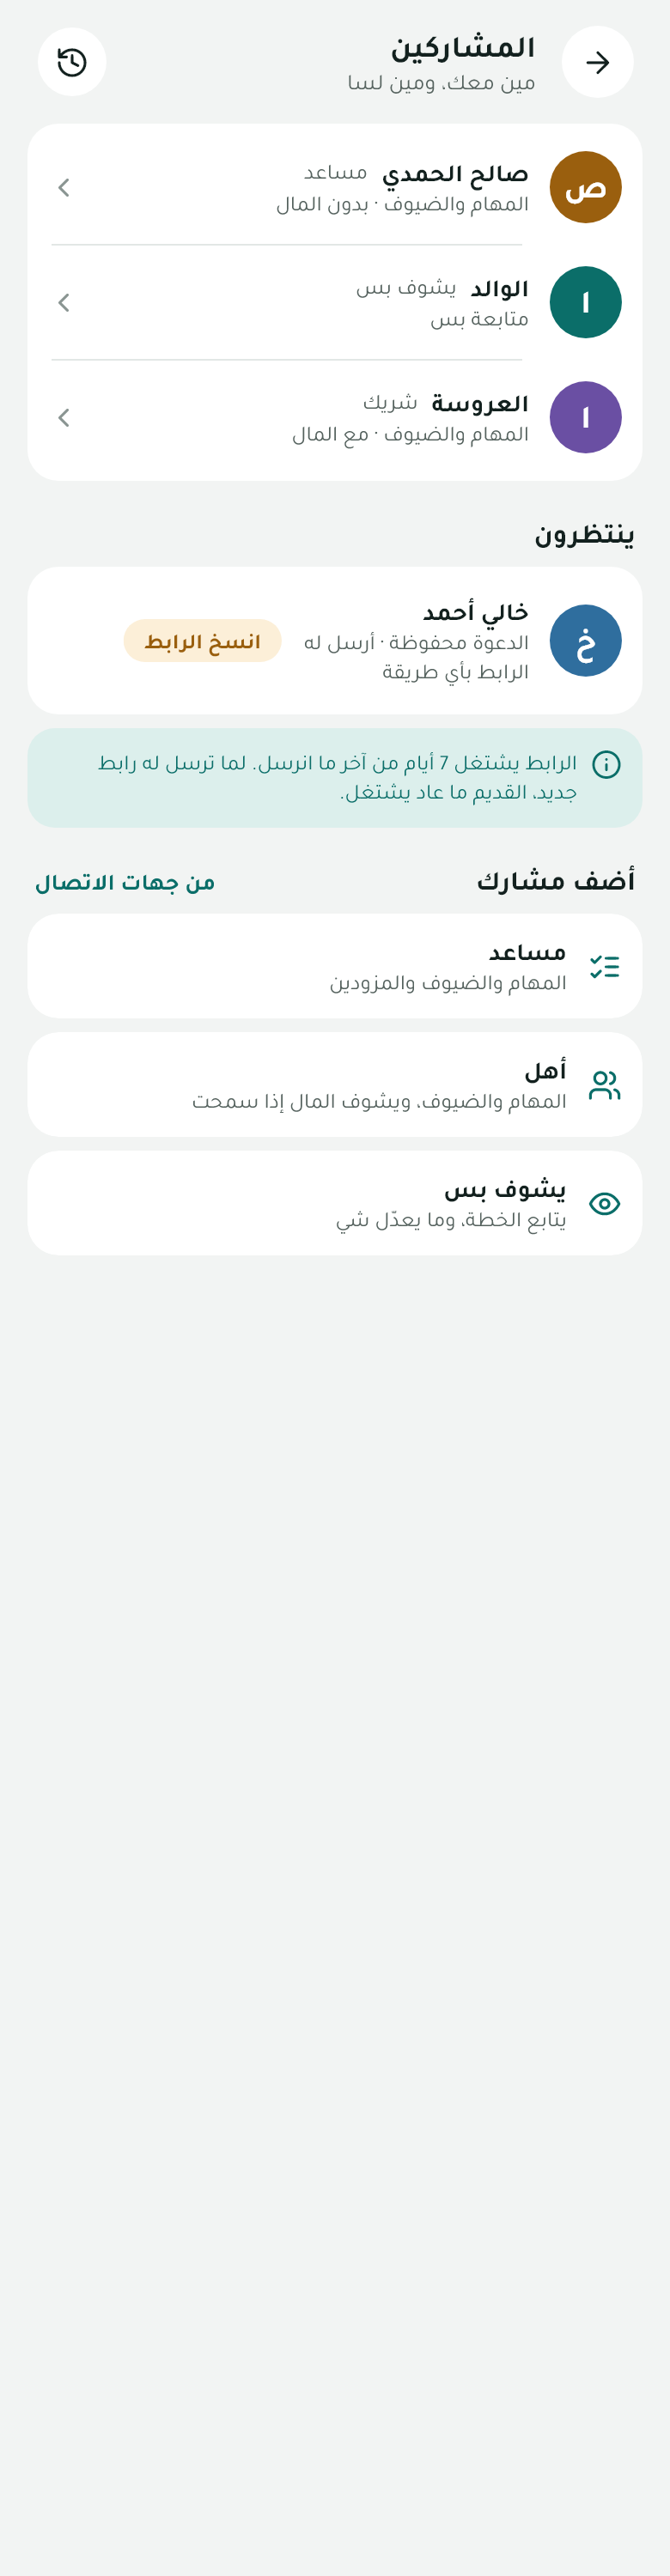 المشاركين
مين معك، ومين لسا
ص
صالح الحمدي مساعد
المهام والضيوف · بدون المال
ا
الوالد يشوف بس
متابعة بس
ا
العروسة شريك
المهام والضيوف · مع المال
ينتظرون
خ
خالي أحمد
الدعوة محفوظة · أرسل له
الرابط بأي طريقة
انسخ الرابط
الرابط يشتغل 7 أيام من آخر ما انرسل. لما ترسل له رابط
جديد، القديم ما عاد يشتغل.
أضف مشارك
من جهات الاتصال
مساعد
المهام والضيوف والمزودين
أهل
المهام والضيوف، ويشوف المال إذا سمحت
يشوف بس
يتابع الخطة، وما يعدّل شي